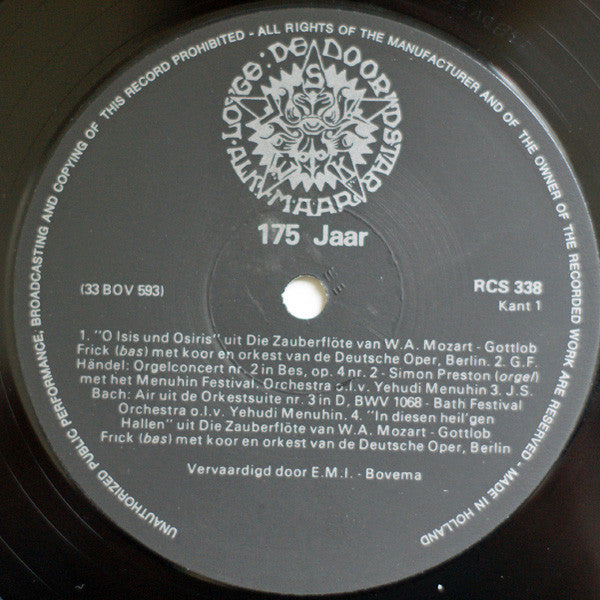 UNAUTHORIZED PUBLIC PERFORMANCE, BROADCASTING AND COPYING OF THIS RECORD PROHIBITED - ALL RIGHTS OF THE MANUFACTURER AND OF THE OWNER OF THE RECORDED WORK ARE RESERVED - MADE IN HOLLAND
LOGE: DE DOOR
ALKMAAR
175 Jaar
(33 BOV 593)
RCS 338
Kant 1
1. "O Isis und Osiris" uit Die Zauberflöte van W.A. Mozart - Gottlob
Frick (bas) met koor en orkest van de Deutsche Oper, Berlin. 2. G.F.
Händel: Orgelconcert nr. 2 in Bes, op. 4 nr. 2 - Simon Preston (orgel)
met het Menuhin Festival. Orchestra o.l.v. Yehudi Menuhin 3. J.S.
Bach: Air uit de Orkestsuite nr. 3 in D, BWV 1068 - Bath Festival
Orchestra o.l.v. Yehudi Menuhin. 4. "In diesen heil'gen
Hallen" uit Die Zauberflöte van W.A. Mozart - Gottlob
Frick (bas) met koor en orkest van de Deutsche Oper, Berlin
Vervaardigd door E.M.I. - Bovema